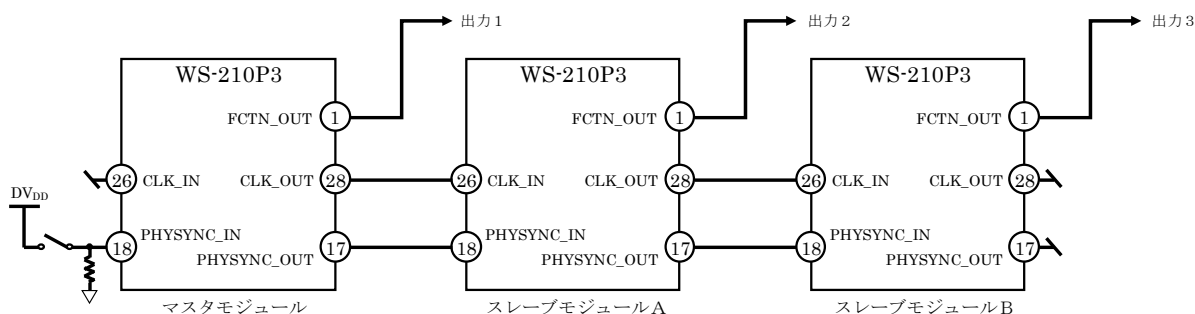 出力1
出力2
出力3
WS-210P3
WS-210P3
WS-210P3
FCTN_OUT
1
FCTN_OUT
1
FCTN_OUT
1
26
CLK_IN
CLK_OUT
28
26
CLK_IN
CLK_OUT
28
26
CLK_IN
CLK_OUT
28
DVDD
18
PHYSYNC_IN
PHYSYNC_OUT
17
18
PHYSYNC_IN
PHYSYNC_OUT
17
18
PHYSYNC_IN
PHYSYNC_OUT
17
マスタモジュール
スレーブモジュールA
スレーブモジュールB